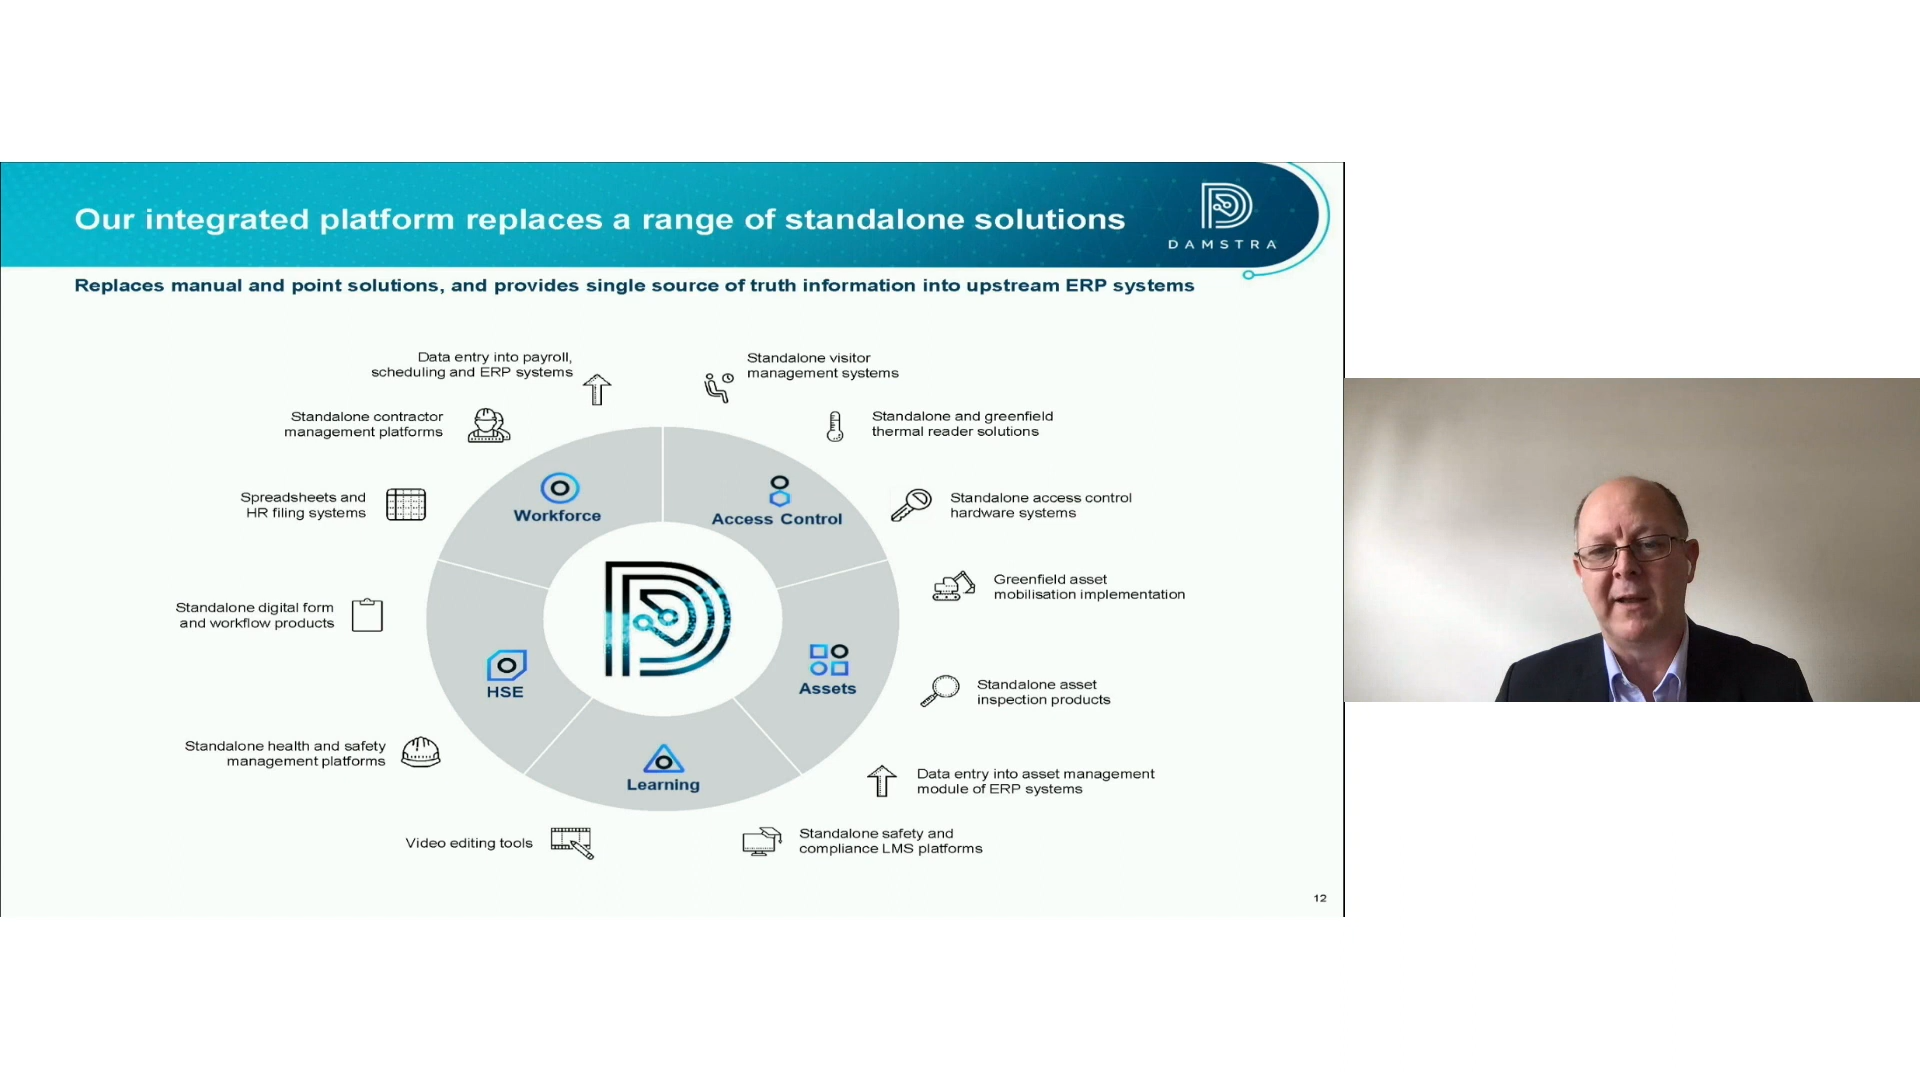 Our integrated platform replaces a range of standalone solutions
DAMSTRA
Replaces manual and point solutions, and provides single source of truth information into upstream ERP systems
Data entry into payroll,
scheduling and ERP systems
Standalone visitor
management systems
Standalone contractor
management platforms
Standalone and greenfield
thermal reader solutions
Spreadsheets and
HR filing systems
Workforce
Access Control
Standalone access control
hardware systems
Greenfield asset
mobilisation implementation
Standalone digital form
and workflow products
HSE
Assets
Standalone asset
inspection products
Standalone health and safety
management platforms
Learning
Data entry into asset management
module of ERP systems
Video editing tools
Standalone safety and
compliance LMS platforms
12